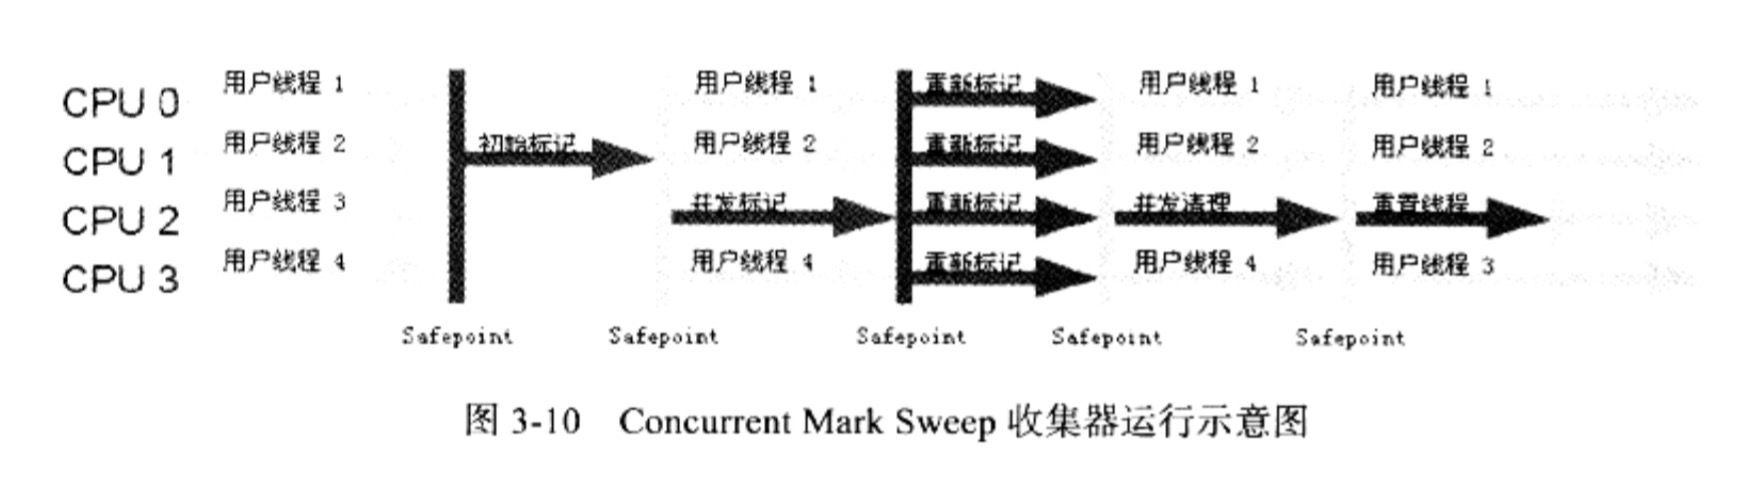 用户线程 1 用户线程 1 重新标记 用户线程 1 用户线程 1
CPU 0
用户线程 2 初始标记 用户线程 2 重新标记 用户线程 2 用户线程 2
CPU 1
用户线程 3 并发标记 重新标记 并发清理 重置线程
CPU 2
用户线程 4 用户线程 4 重新标记 用户线程 4 用户线程 3
CPU 3
Safepoint Safepoint Safepoint Safepoint Safepoint
图 3-10 Concurrent Mark Sweep 收集器运行示意图